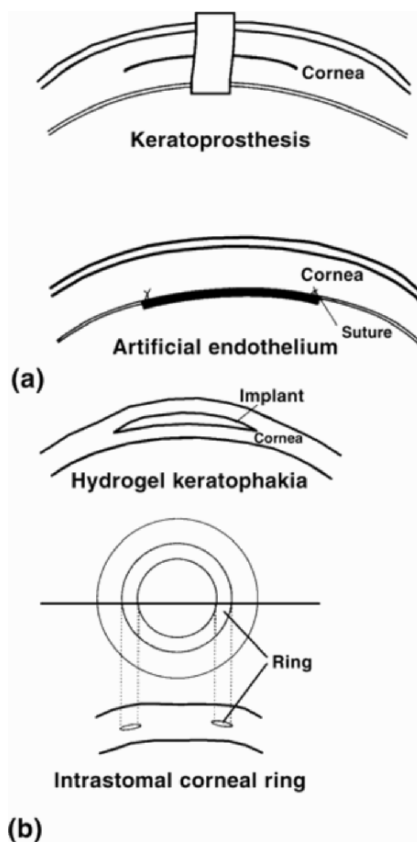 Cornea
Keratoprosthesis
Cornea
Suture
Artificial endothelium
(a)
Implant
Cornea
Hydrogel keratophakia
Ring
Intrastomal corneal ring
(b)